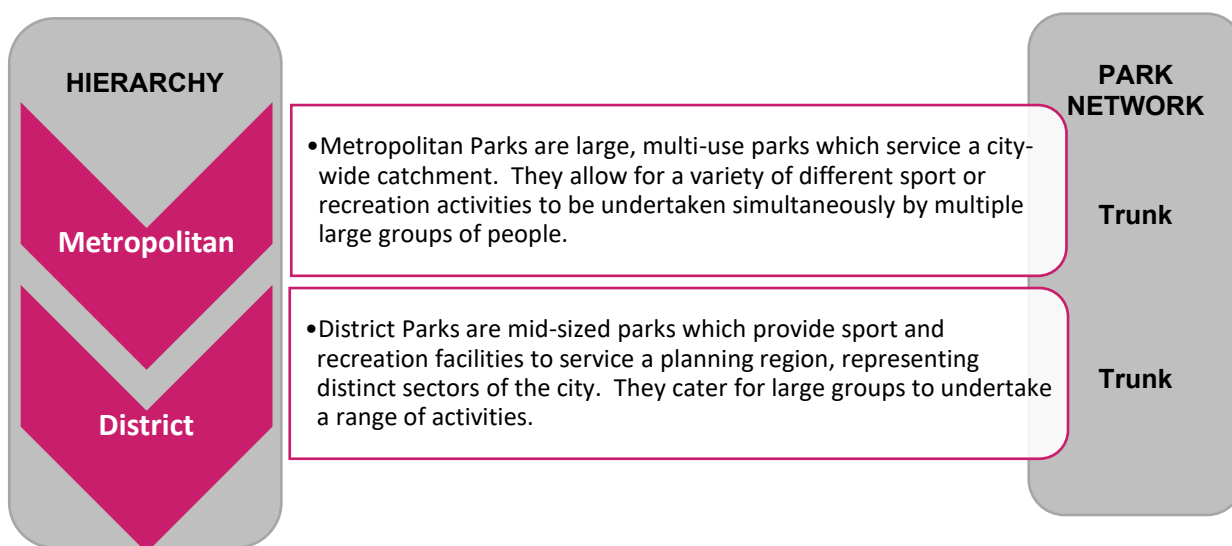 HIERARCHY
PARK
NETWORK
•Metropolitan Parks are large, multi-use parks which service a city-
wide catchment.  They allow for a variety of different sport or
recreation activities to be undertaken simultaneously by multiple
large groups of people.
Metropolitan
Trunk
•District Parks are mid-sized parks which provide sport and
recreation facilities to service a planning region, representing
distinct sectors of the city.  They cater for large groups to undertake
a range of activities.
District
Trunk